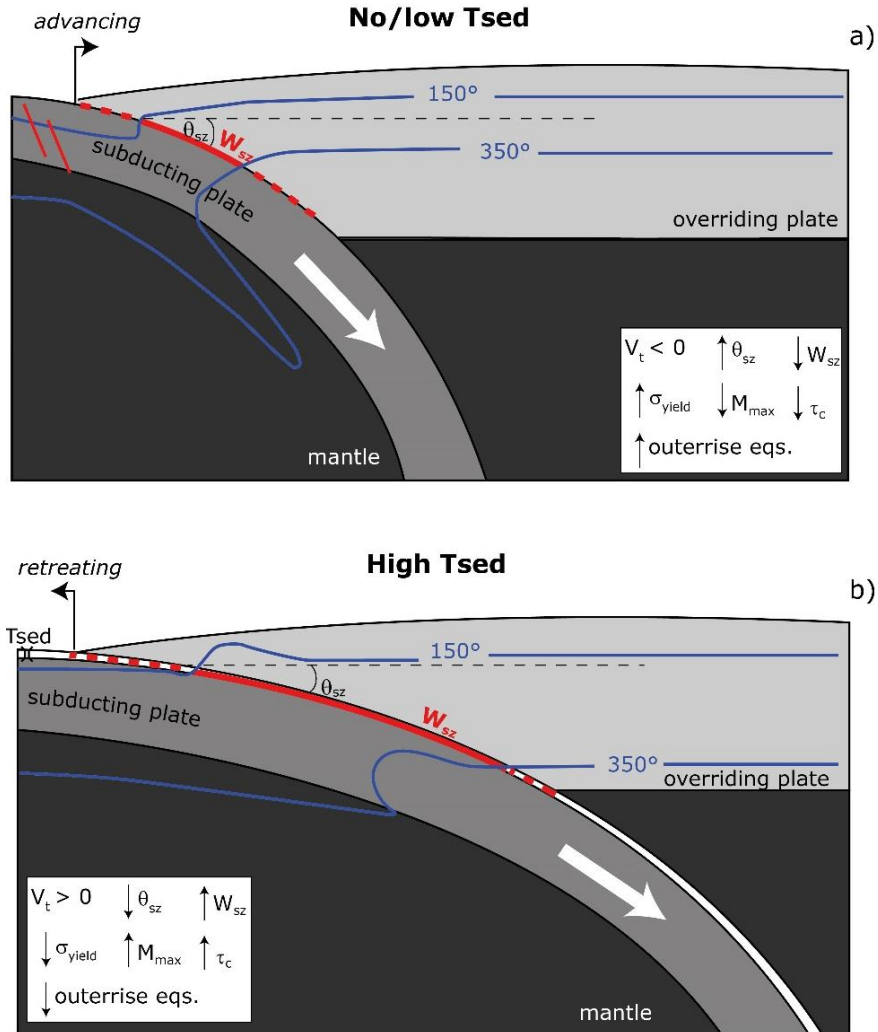 No/low Tsed
advancing
a)
150°
θsz
Wsz
350°
subducting plate
overriding plate
Vt < 0 ↑ θsz ↓ Wsz
↑ σyield ↓ Mmax ↓ τc
↑ outerrise eqs.
mantle
High Tsed
retreating
b)
Tsed
150°
θsz
subducting plate
Wsz
350°
overriding plate
Vt > 0 ↓ θsz ↑ Wsz
↓ σyield ↑ Mmax ↑ τc
↓ outerrise eqs.
mantle